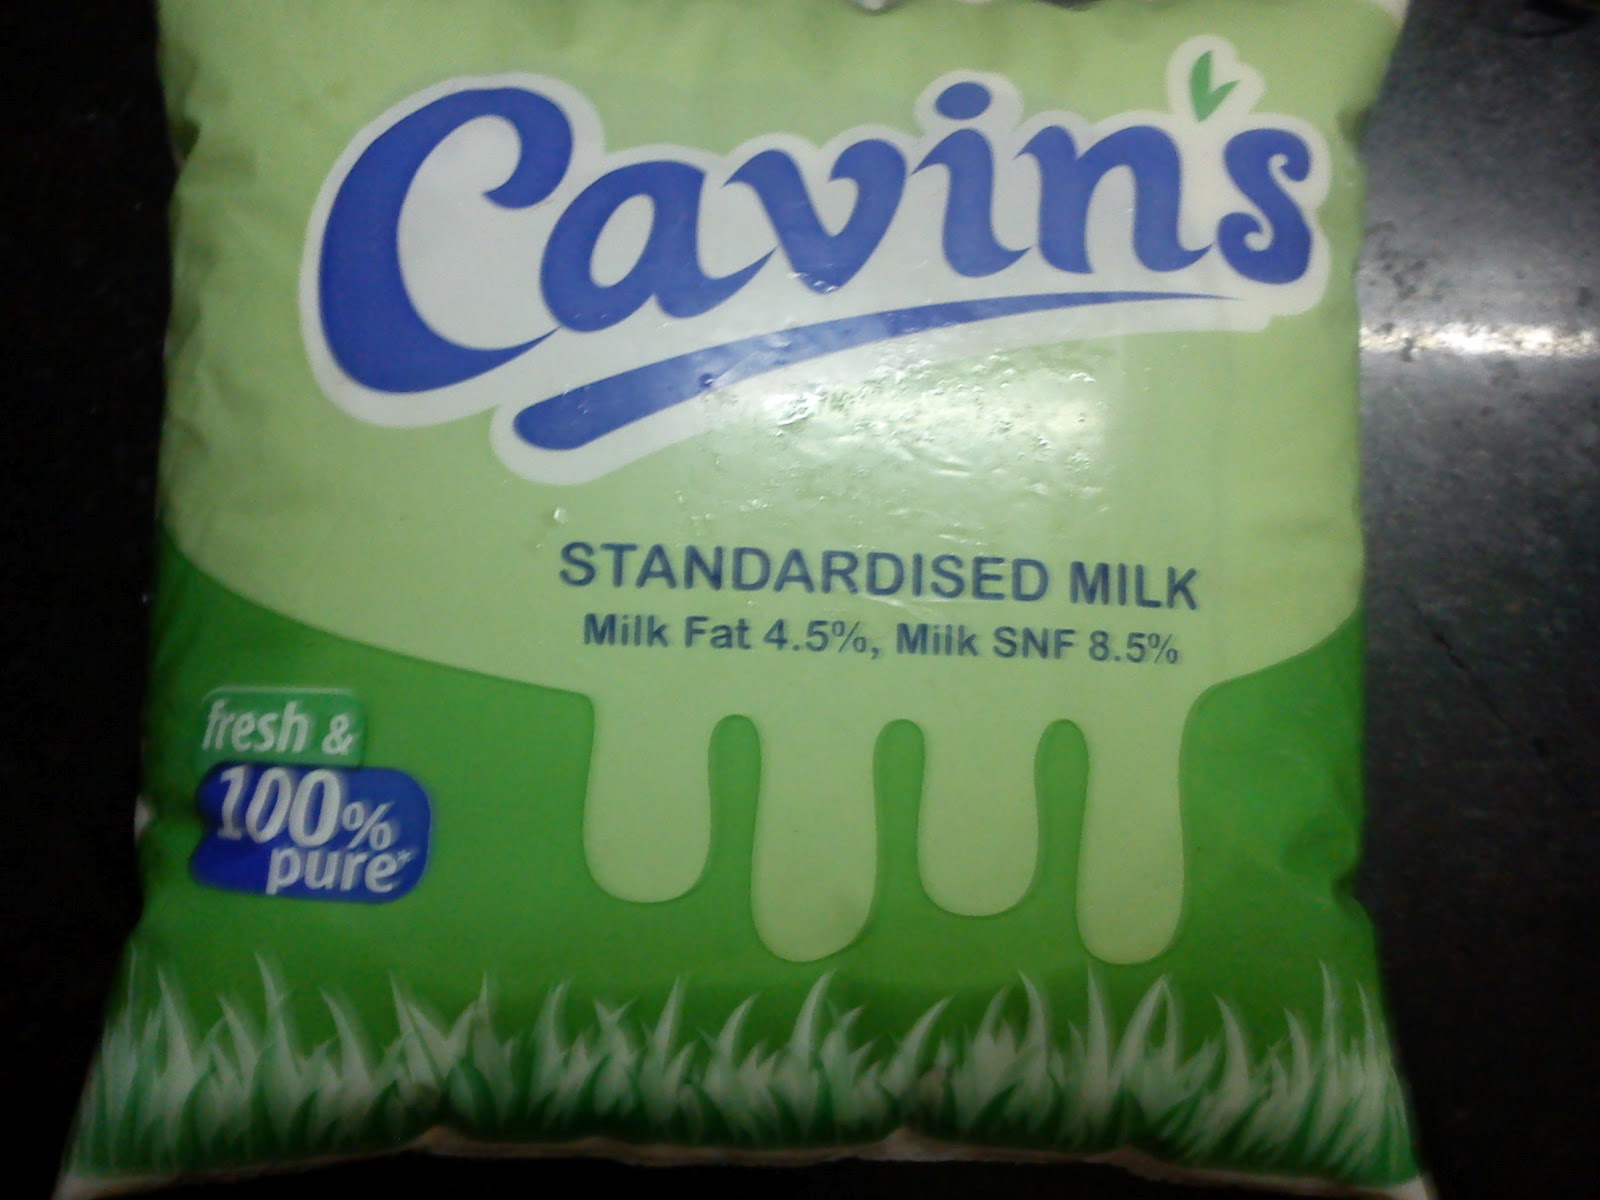 Cavin's
STANDARDISED MILK
Milk Fat 4.5%, Milk SNF 8.5%
fresh &
100%
pure*